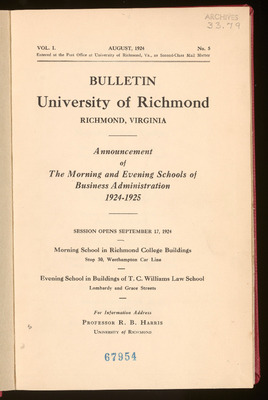 ARCHIVES
33.79
VOL. I. AUGUST, 1924 No. 5
Entered at the Post Office at University of Richmond, Va., as Second-Class Mail Matter
BULLETIN
University of Richmond
RICHMOND, VIRGINIA
Announcement
of
The Morning and Evening Schools of
Business Administration
1924-1925
SESSION OPENS SEPTEMBER 17, 1924
Morning School in Richmond College Buildings
Stop 30, Westhampton Car Line
Evening School in Buildings of T. C. Williams Law School
Lombardy and Grace Streets
For Information Address
PROFESSOR R. B. HARRIS
UNIVERSITY OF RICHMOND
67954